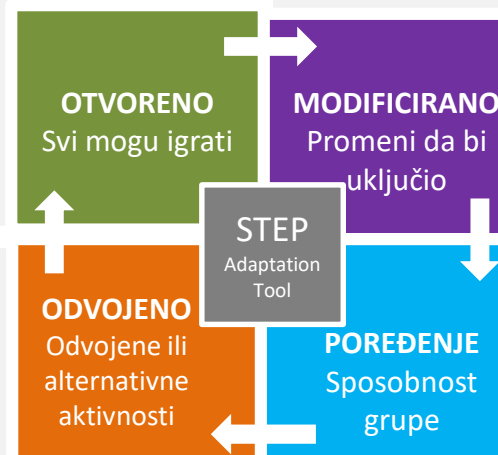 OTVORENO
Svi mogu igrati
MODIFICIRANO
Promeni da bi
uključio
STEP
Adaptation
Tool
ODVOJENO
Odvojene ili
alternativne
aktivnosti
POREĐENJE
Sposobnost
grupe